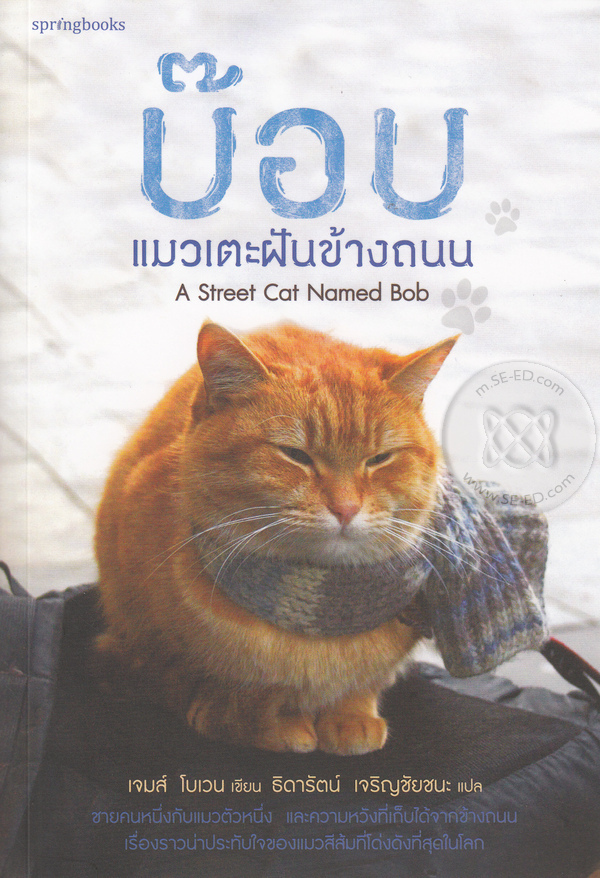 springbooks
บ๊อบ
แมวเตะฝันข้างถนน
A Street Cat Named Bob
m.SE-ED.com
www.SE-ED.com
เจมส์ โบเวน เขียน ธิดารัตน์ เจริญชัยชนะ แปล
ชายคนหนึ่งกับแมวตัวหนึ่ง และความหวังที่เก็บได้จากข้างถนน
เรื่องราวน่าประทับใจของแมวสีส้มที่โด่งดังที่สุดในโลก